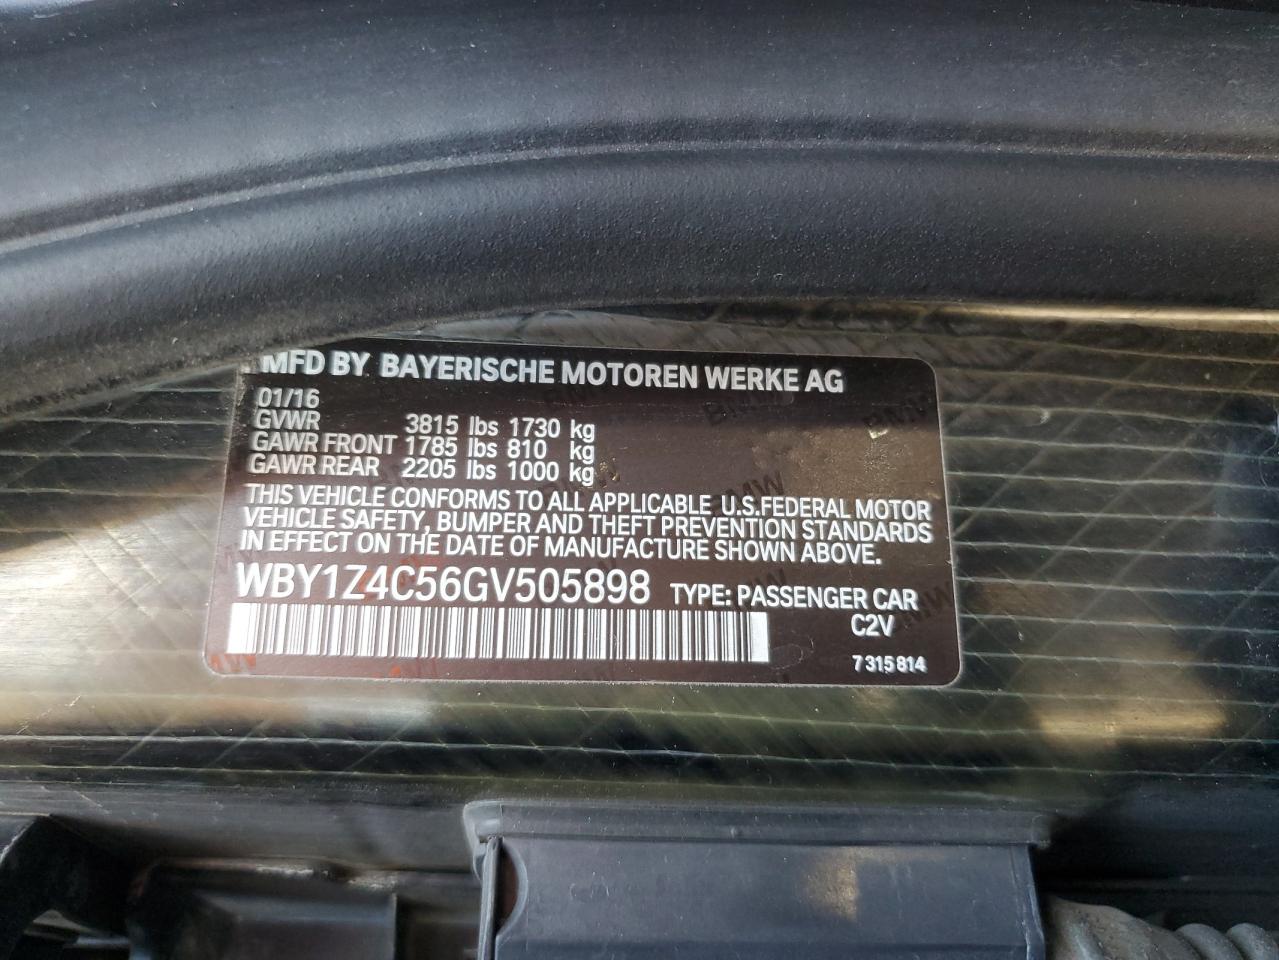 MFD BY BAYERISCHE MOTOREN WERKE AG
01/16
GVWR 3815 lbs 1730 kg
GAWR FRONT 1785 lbs 810 kg
GAWR REAR 2205 lbs 1000 kg
THIS VEHICLE CONFORMS TO ALL APPLICABLE U.S.FEDERAL MOTOR
VEHICLE SAFETY, BUMPER AND THEFT PREVENTION STANDARDS
IN EFFECT ON THE DATE OF MANUFACTURE SHOWN ABOVE.
WBY1Z4C56GV505898 TYPE: PASSENGER CAR
C2V
7 315 814